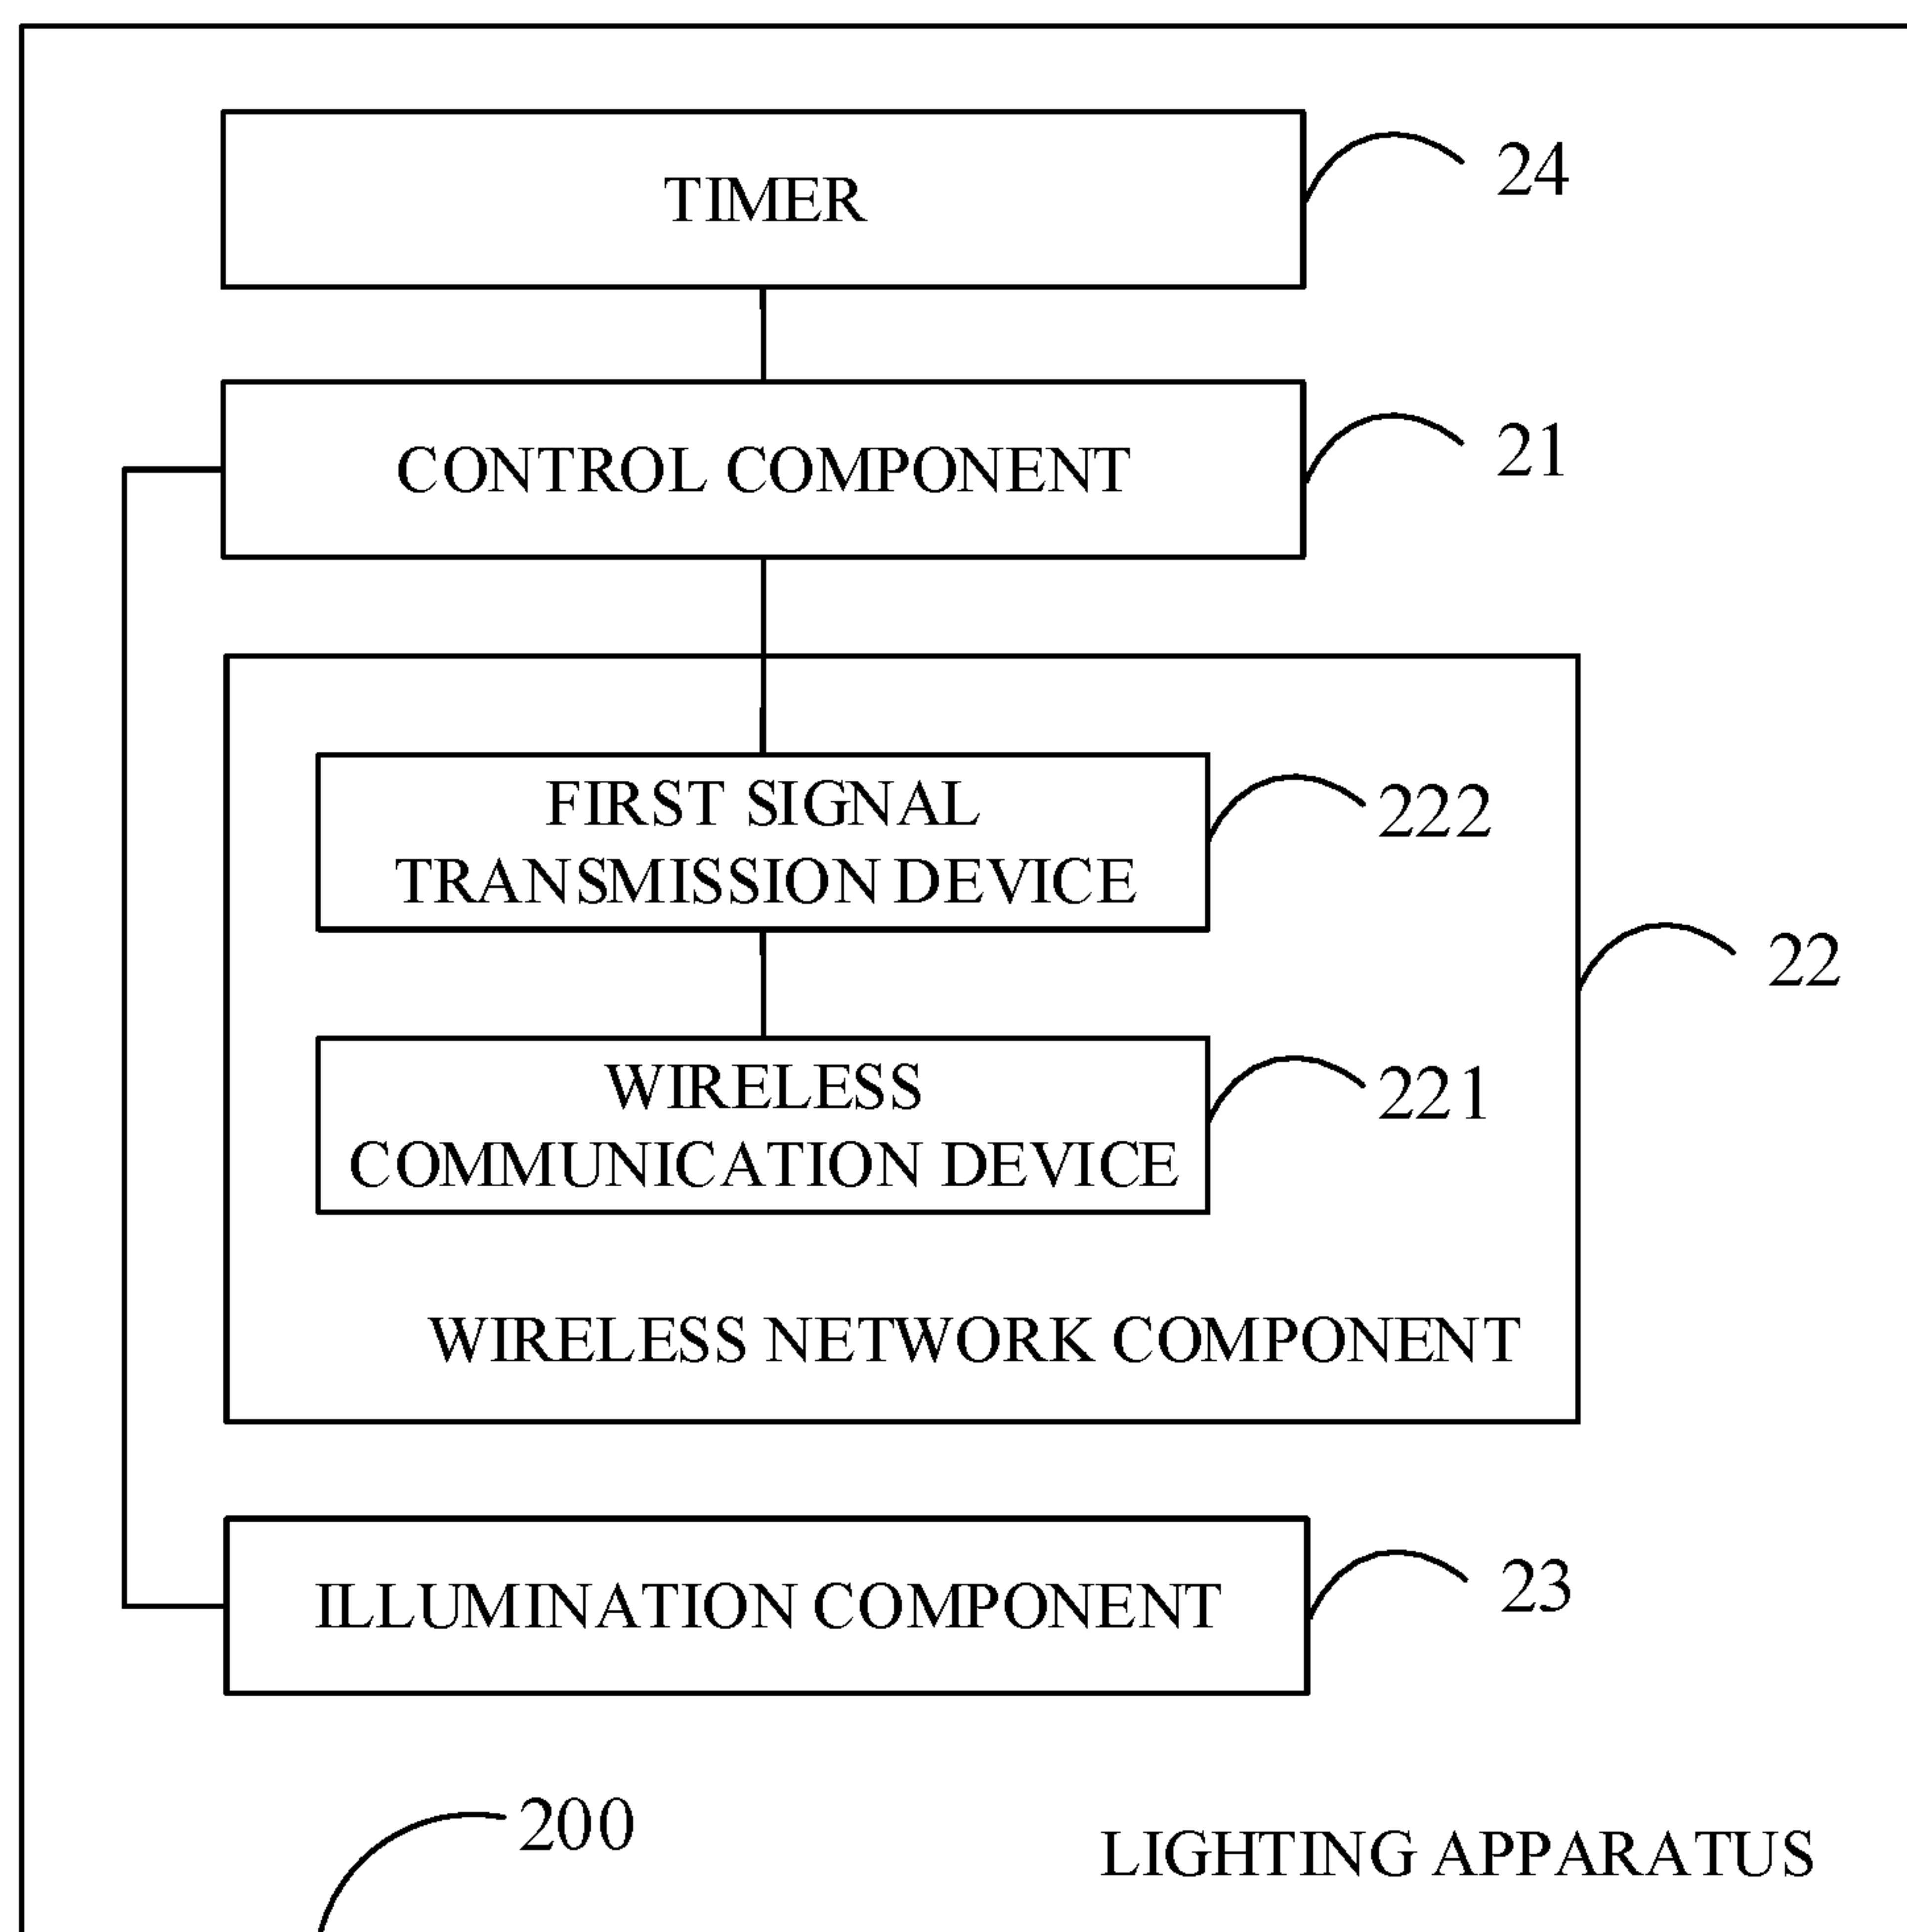 TIMER
24
CONTROL COMPONENT
21
FIRST SIGNAL
TRANSMISSION DEVICE
222
22
WIRELESS
COMMUNICATION DEVICE
221
WIRELESS NETWORK COMPONENT
ILLUMINATION COMPONENT
23
200
LIGHTING APPARATUS